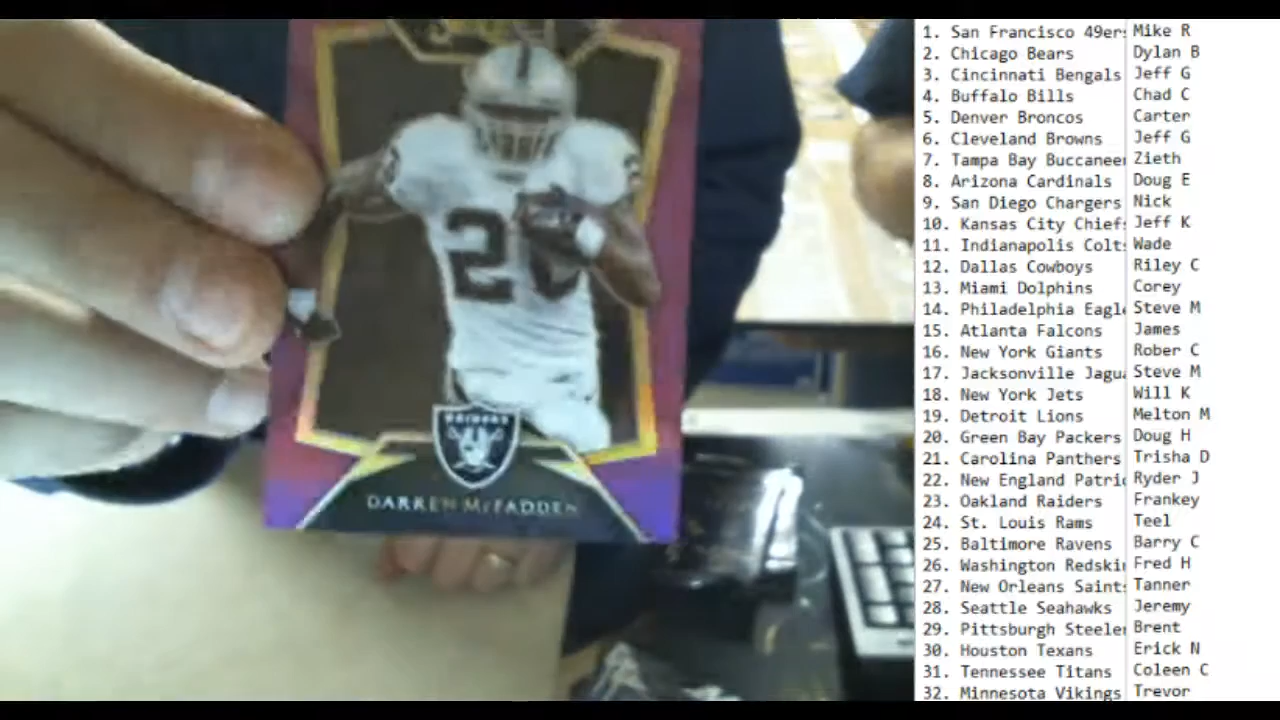 20
RAIDERS
DARREN McFADDEN
1. San Francisco 49ers Mike R
2. Chicago Bears Dylan B
3. Cincinnati Bengals Jeff G
4. Buffalo Bills Chad C
5. Denver Broncos Carter
6. Cleveland Browns Jeff G
7. Tampa Bay Buccaneer Zieth
8. Arizona Cardinals Doug E
9. San Diego Chargers Nick
10. Kansas City Chiefs Jeff K
11. Indianapolis Colts Wade
12. Dallas Cowboys Riley C
13. Miami Dolphins Corey
14. Philadelphia Eagle Steve M
15. Atlanta Falcons James
16. New York Giants Rober C
17. Jacksonville Jagua Steve M
18. New York Jets Will K
19. Detroit Lions Melton M
20. Green Bay Packers Doug H
21. Carolina Panthers Trisha D
22. New England Patrio Ryder J
23. Oakland Raiders Frankey
24. St. Louis Rams Teel
25. Baltimore Ravens Barry C
26. Washington Redskin Fred H
27. New Orleans Saints Tanner
28. Seattle Seahawks Jeremy
29. Pittsburgh Steeler Brent
30. Houston Texans Erick N
31. Tennessee Titans Coleen C
32. Minnesota Vikings Trevor